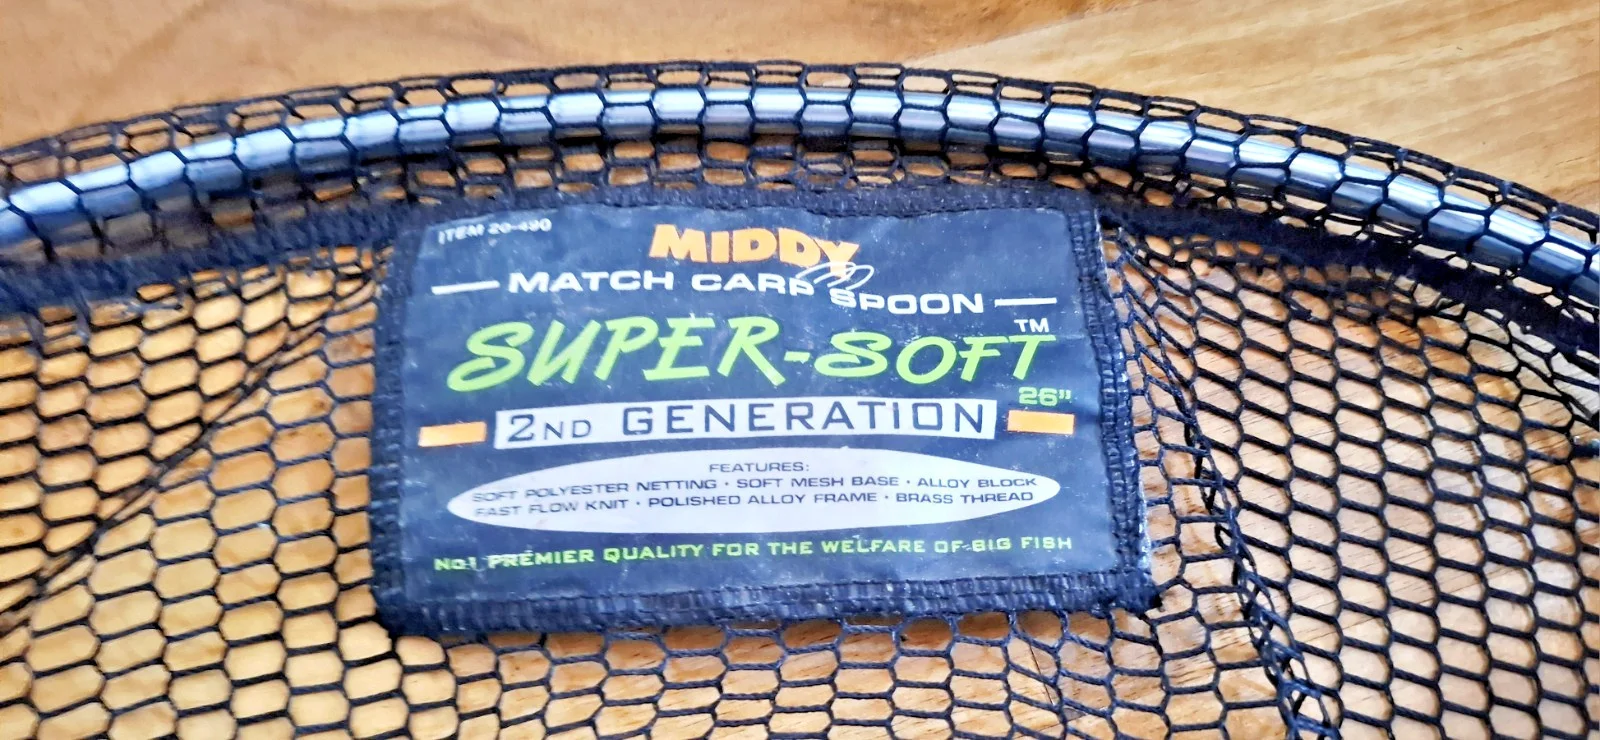 ITEM 20-490
MIDDY
MATCH CARP SPOON
SUPER-SOFT™
26"
2ND GENERATION
FEATURES:
SOFT POLYESTER NETTING • SOFT MESH BASE • ALLOY BLOCK
FAST FLOW KNIT • POLISHED ALLOY FRAME • BRASS THREAD
NO.1 PREMIER QUALITY FOR THE WELFARE OF BIG FISH